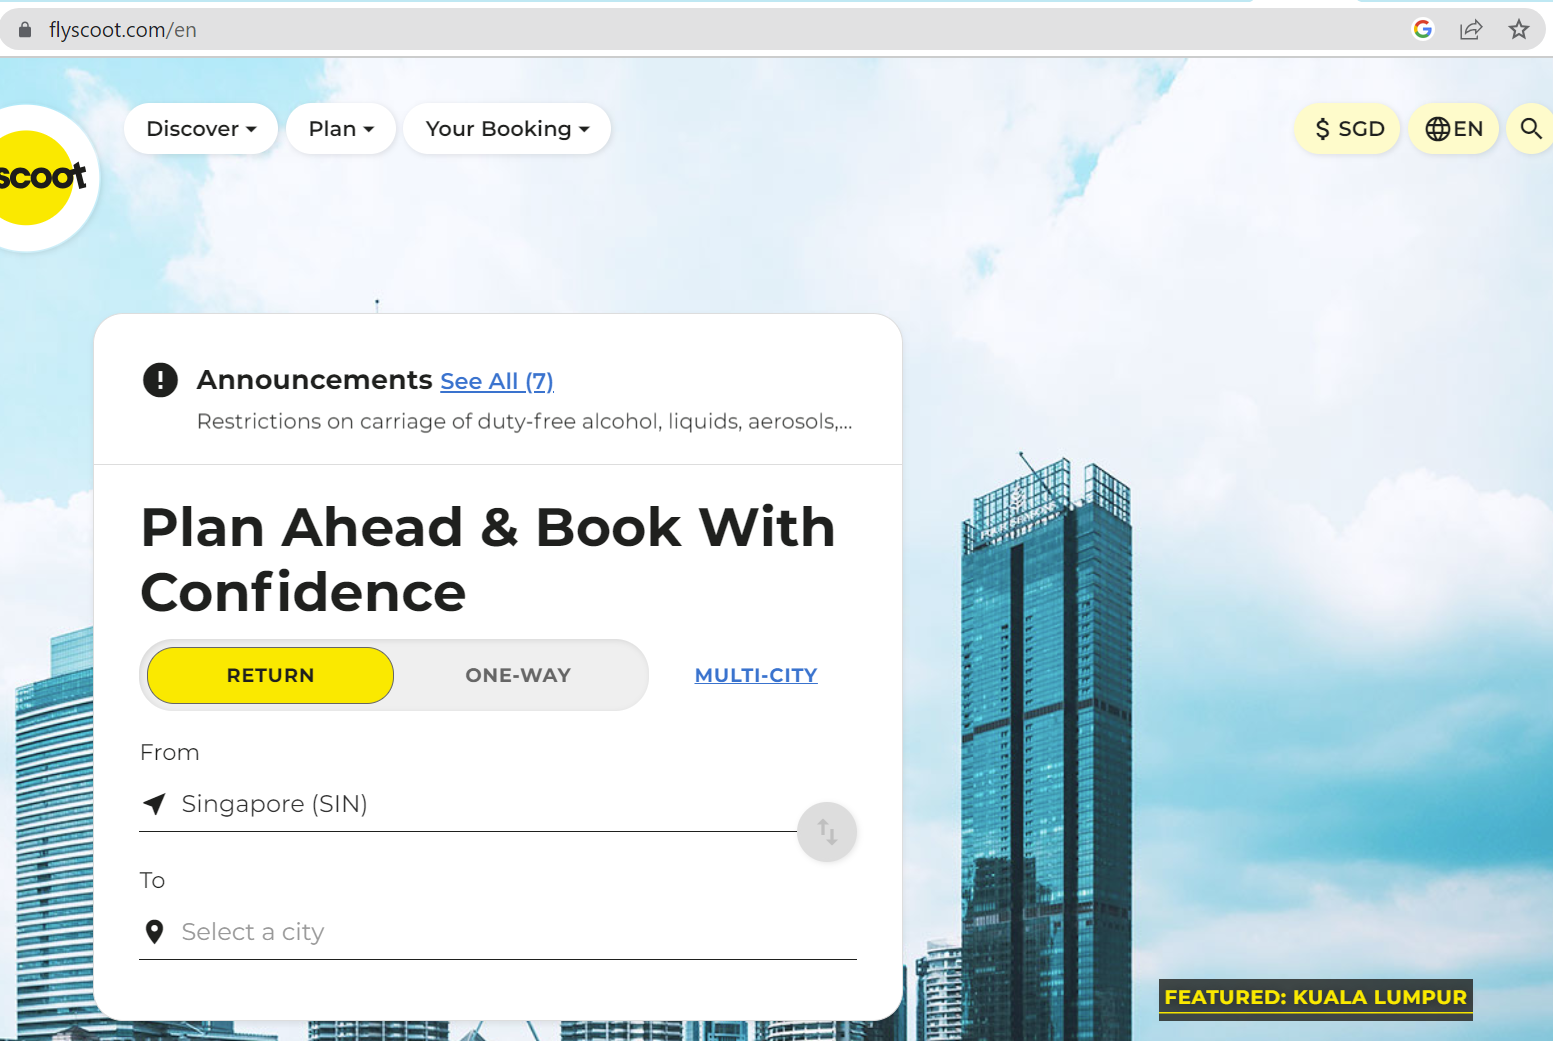 flyscoot.com/en
Discover
Plan
Your Booking
$ SGD
EN
scoot
Announcements See All (7)
Restrictions on carriage of duty-free alcohol, liquids, aerosols,...
Plan Ahead & Book With
Confidence
RETURN
ONE-WAY
MULTI-CITY
From
Singapore (SIN)
To
Select a city
FEATURED: KUALA LUMPUR